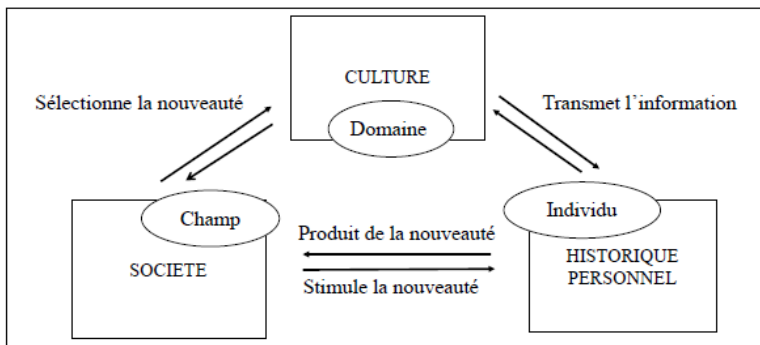 CULTURE
Sélectionne la nouveauté
Transmet l’information
Domaine
Champ
Individu
Produit de la nouveauté
SOCIETE
HISTORIQUE
PERSONNEL
Stimule la nouveauté